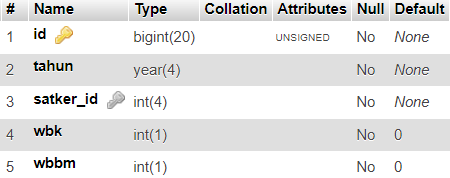 # Name Type Collation Attributes Null Default
1 id bigint(20) UNSIGNED No None
2 tahun year(4) No None
3 satker_id int(4) No None
4 wbk int(1) No 0
5 wbbm int(1) No 0